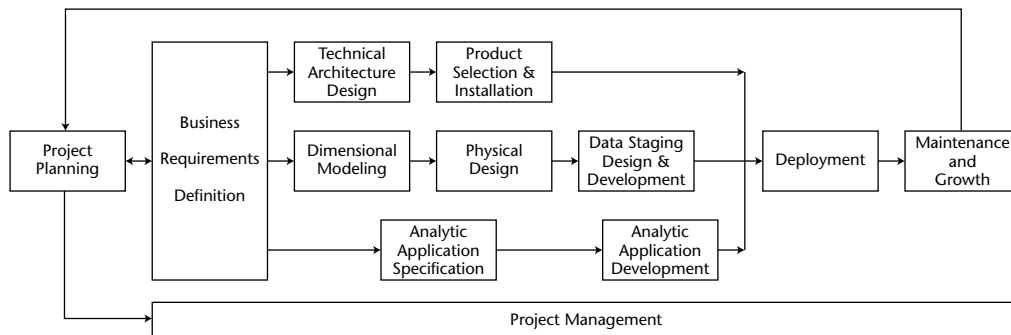 Project
Planning
Business
Requirements
Definition
Technical
Architecture
Design
Product
Selection &
Installation
Dimensional
Modeling
Physical
Design
Data Staging
Design &
Development
Analytic
Application
Specification
Analytic
Application
Development
Deployment
Maintenance
and
Growth
Project Management